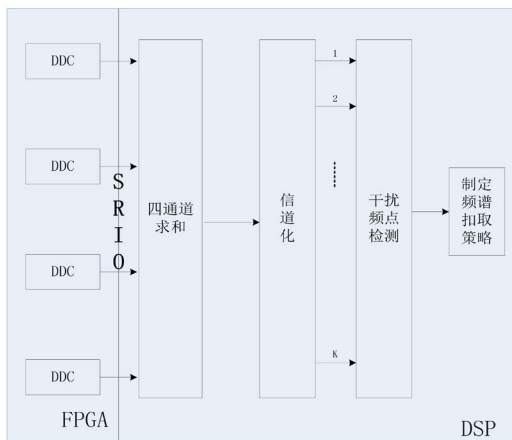 DDC
DDC
DDC
DDC
S
R
I
O
四通道
求和
信
道
化
1
2
K
干扰
频点
检测
制定
频谱
扣取
策略
FPGA
DSP